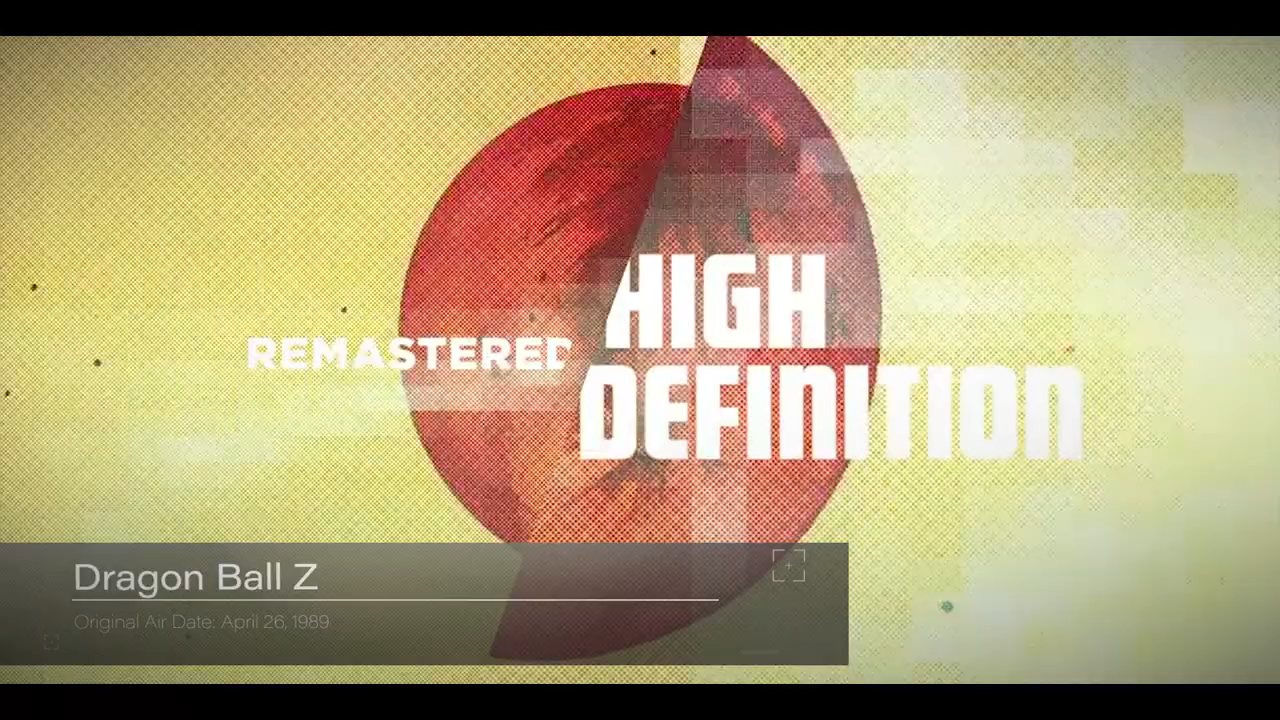 HIGH
REMASTERED
DEFINITION
Dragon Ball Z
Original Air Date: April 26, 1989